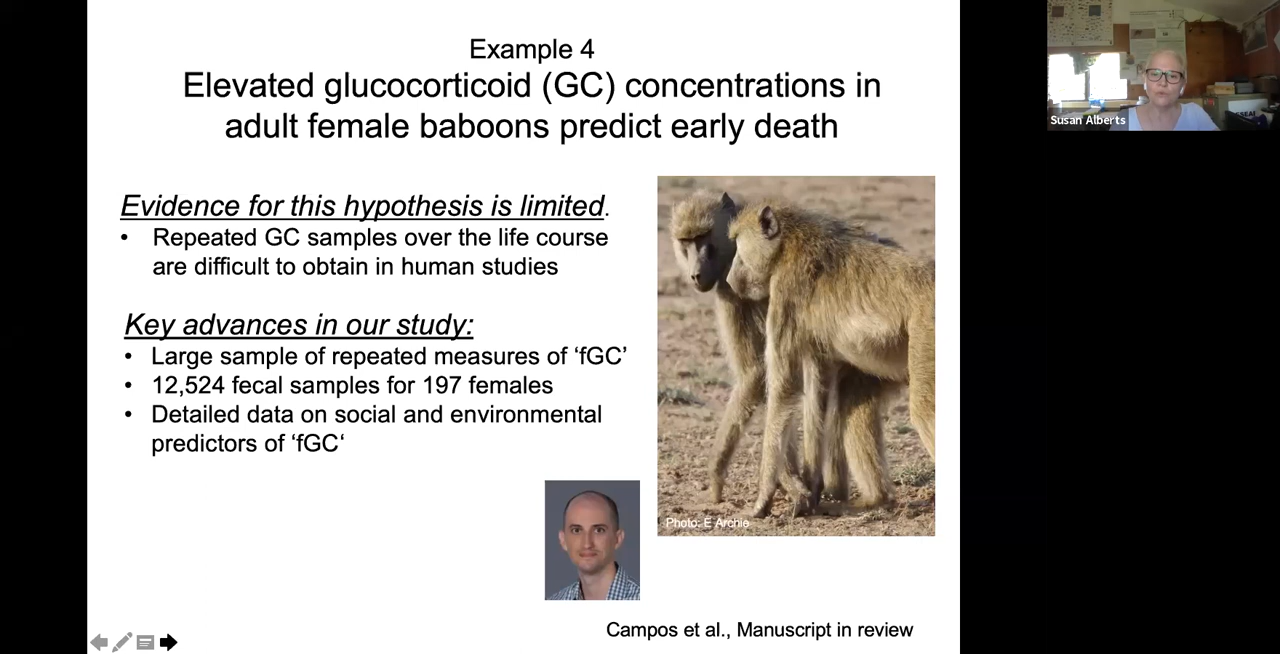 Example 4
Elevated glucocorticoid (GC) concentrations in
adult female baboons predict early death
Evidence for this hypothesis is limited.
• Repeated GC samples over the life course
are difficult to obtain in human studies
Key advances in our study:
• Large sample of repeated measures of ‘fGC’
• 12,524 fecal samples for 197 females
• Detailed data on social and environmental
predictors of ‘fGC‘
Photo: E Archie
Campos et al., Manuscript in review
Susan Alberts